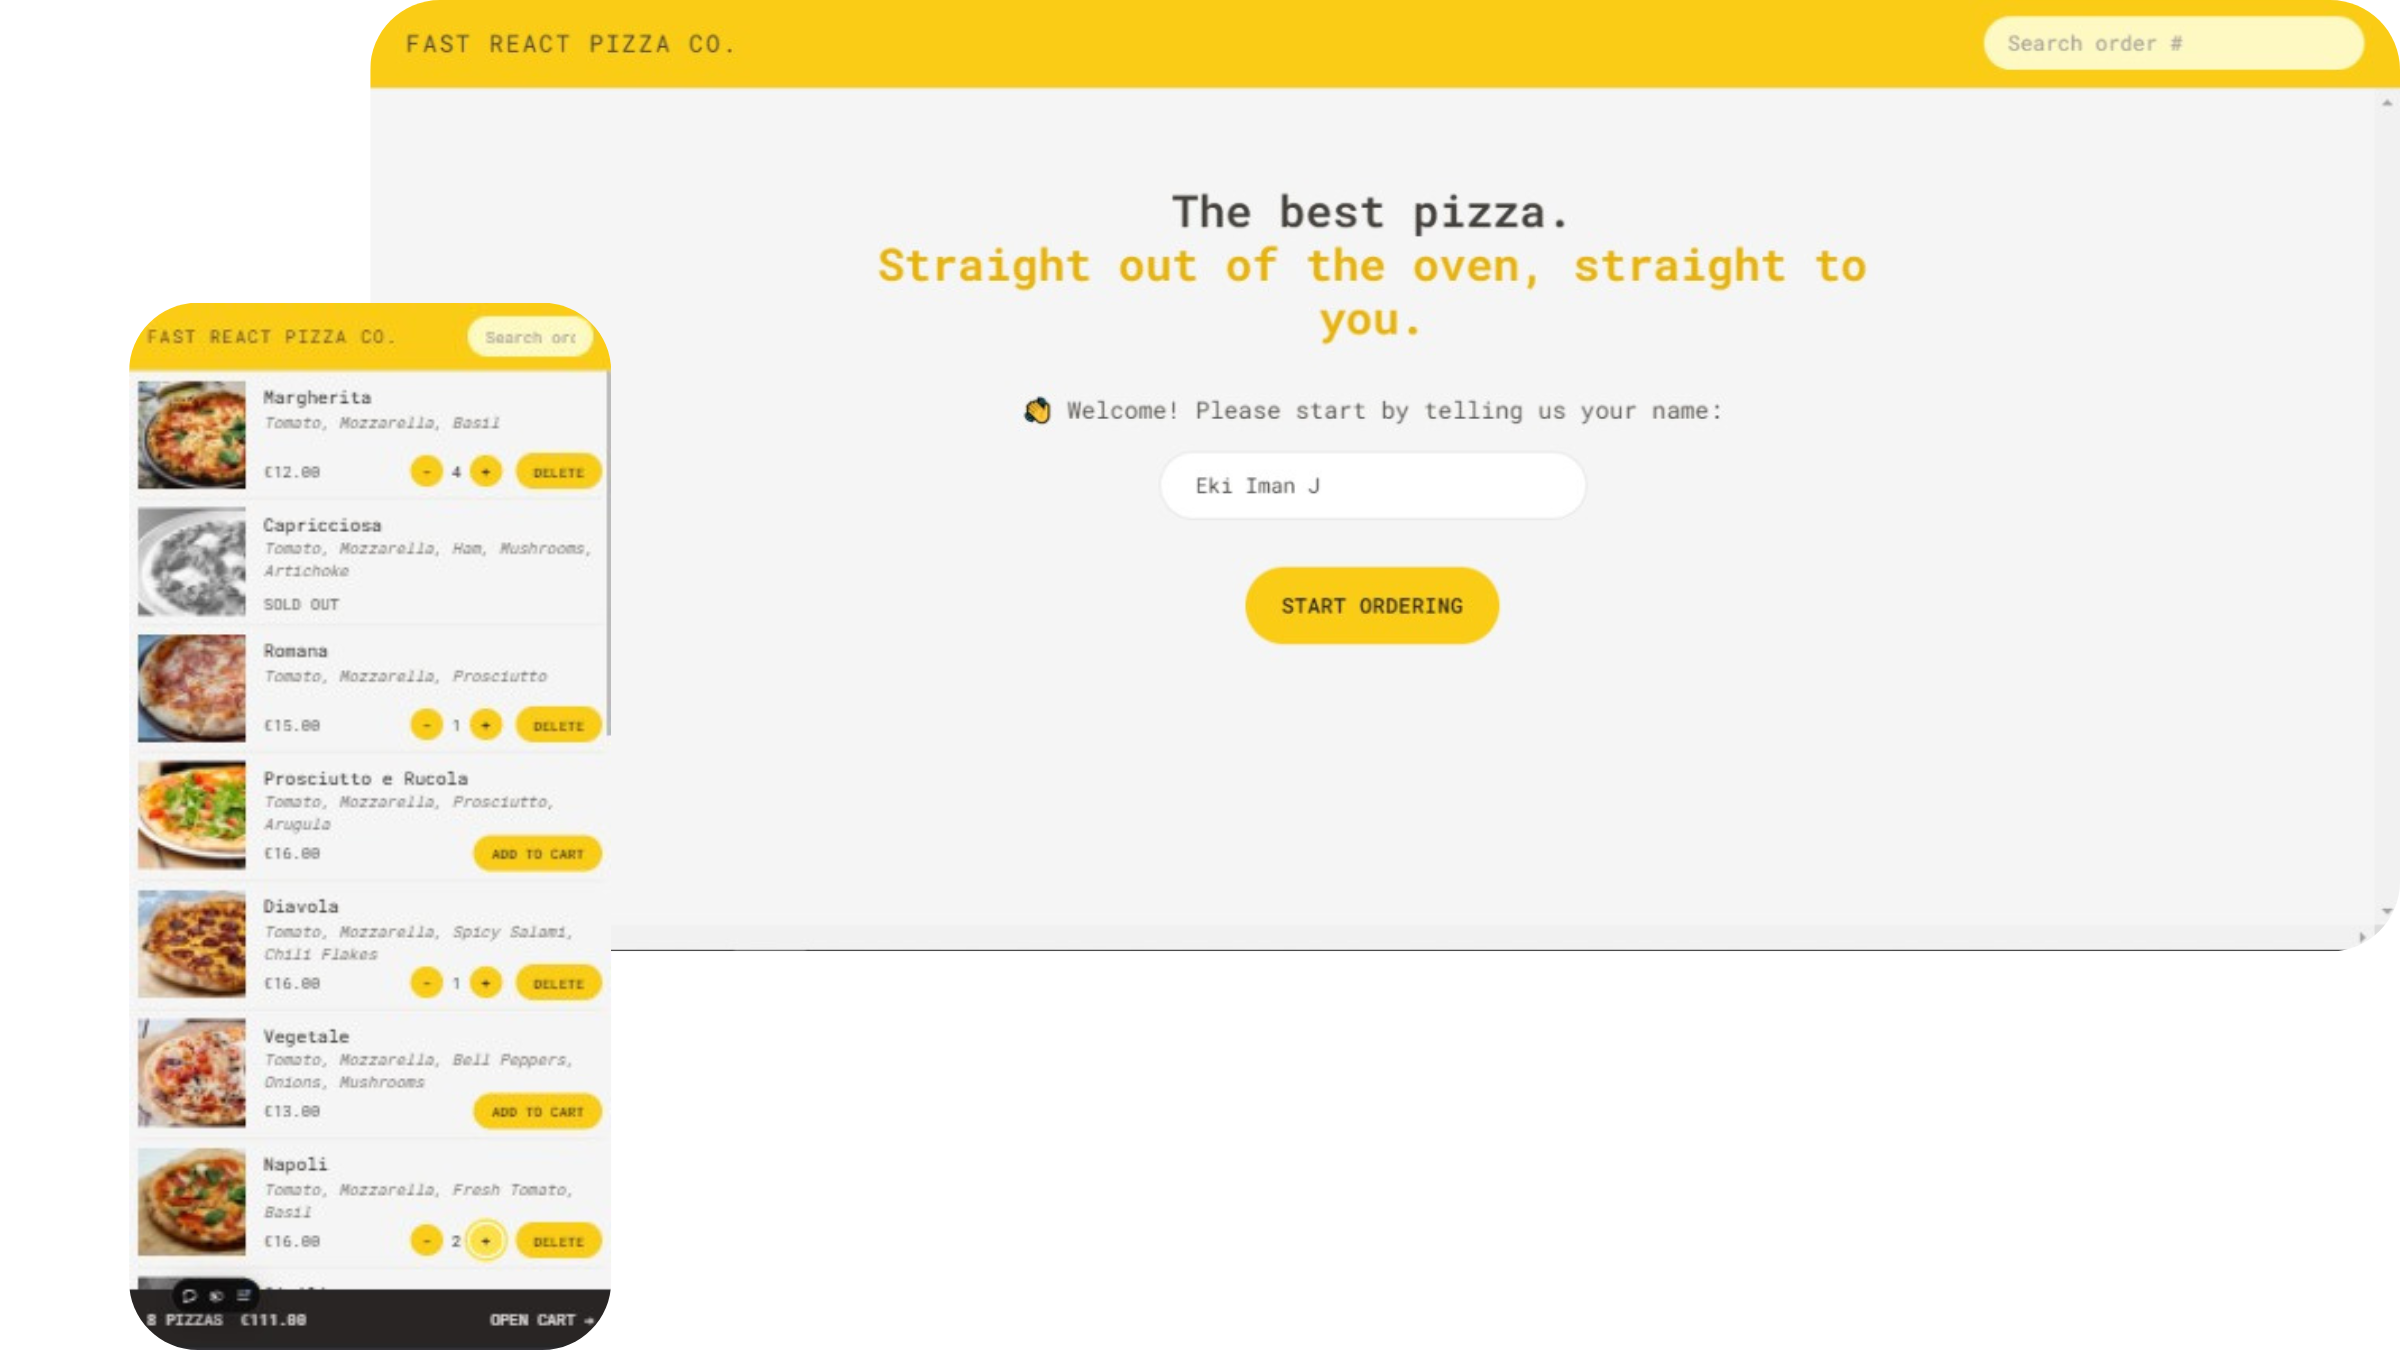 FAST REACT PIZZA CO.
Search order #
The best pizza.
Straight out of the oven, straight to
you.
👋 Welcome! Please start by telling us your name:
Eki Iman J
START ORDERING
FAST REACT PIZZA CO.
Search or
Margherita
Tomato, Mozzarella, Basil
€12.00 - 4 + DELETE
Capricciosa
Tomato, Mozzarella, Ham, Mushrooms,
Artichoke
SOLD OUT
Romana
Tomato, Mozzarella, Prosciutto
€15.00 - 1 + DELETE
Prosciutto e Rucola
Tomato, Mozzarella, Prosciutto,
Arugula
€16.00 ADD TO CART
Diavola
Tomato, Mozzarella, Spicy Salami,
Chili Flakes
€16.00 - 1 + DELETE
Vegetale
Tomato, Mozzarella, Bell Peppers,
Onions, Mushrooms
€13.00 ADD TO CART
Napoli
Tomato, Mozzarella, Fresh Tomato,
Basil
€16.00 - 2 + DELETE
8 PIZZAS €111.00 OPEN CART →